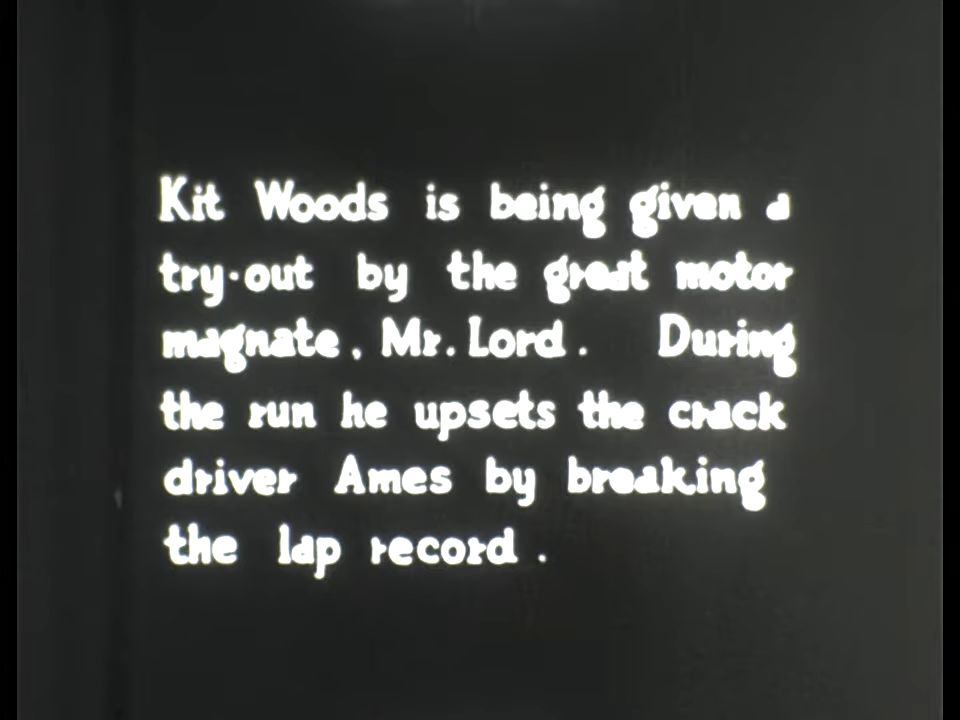 Kit Woods is being given a
try-out by the great motor
magnate, Mr. Lord. During
the run he upsets the crack
driver Ames by breaking
the lap record.